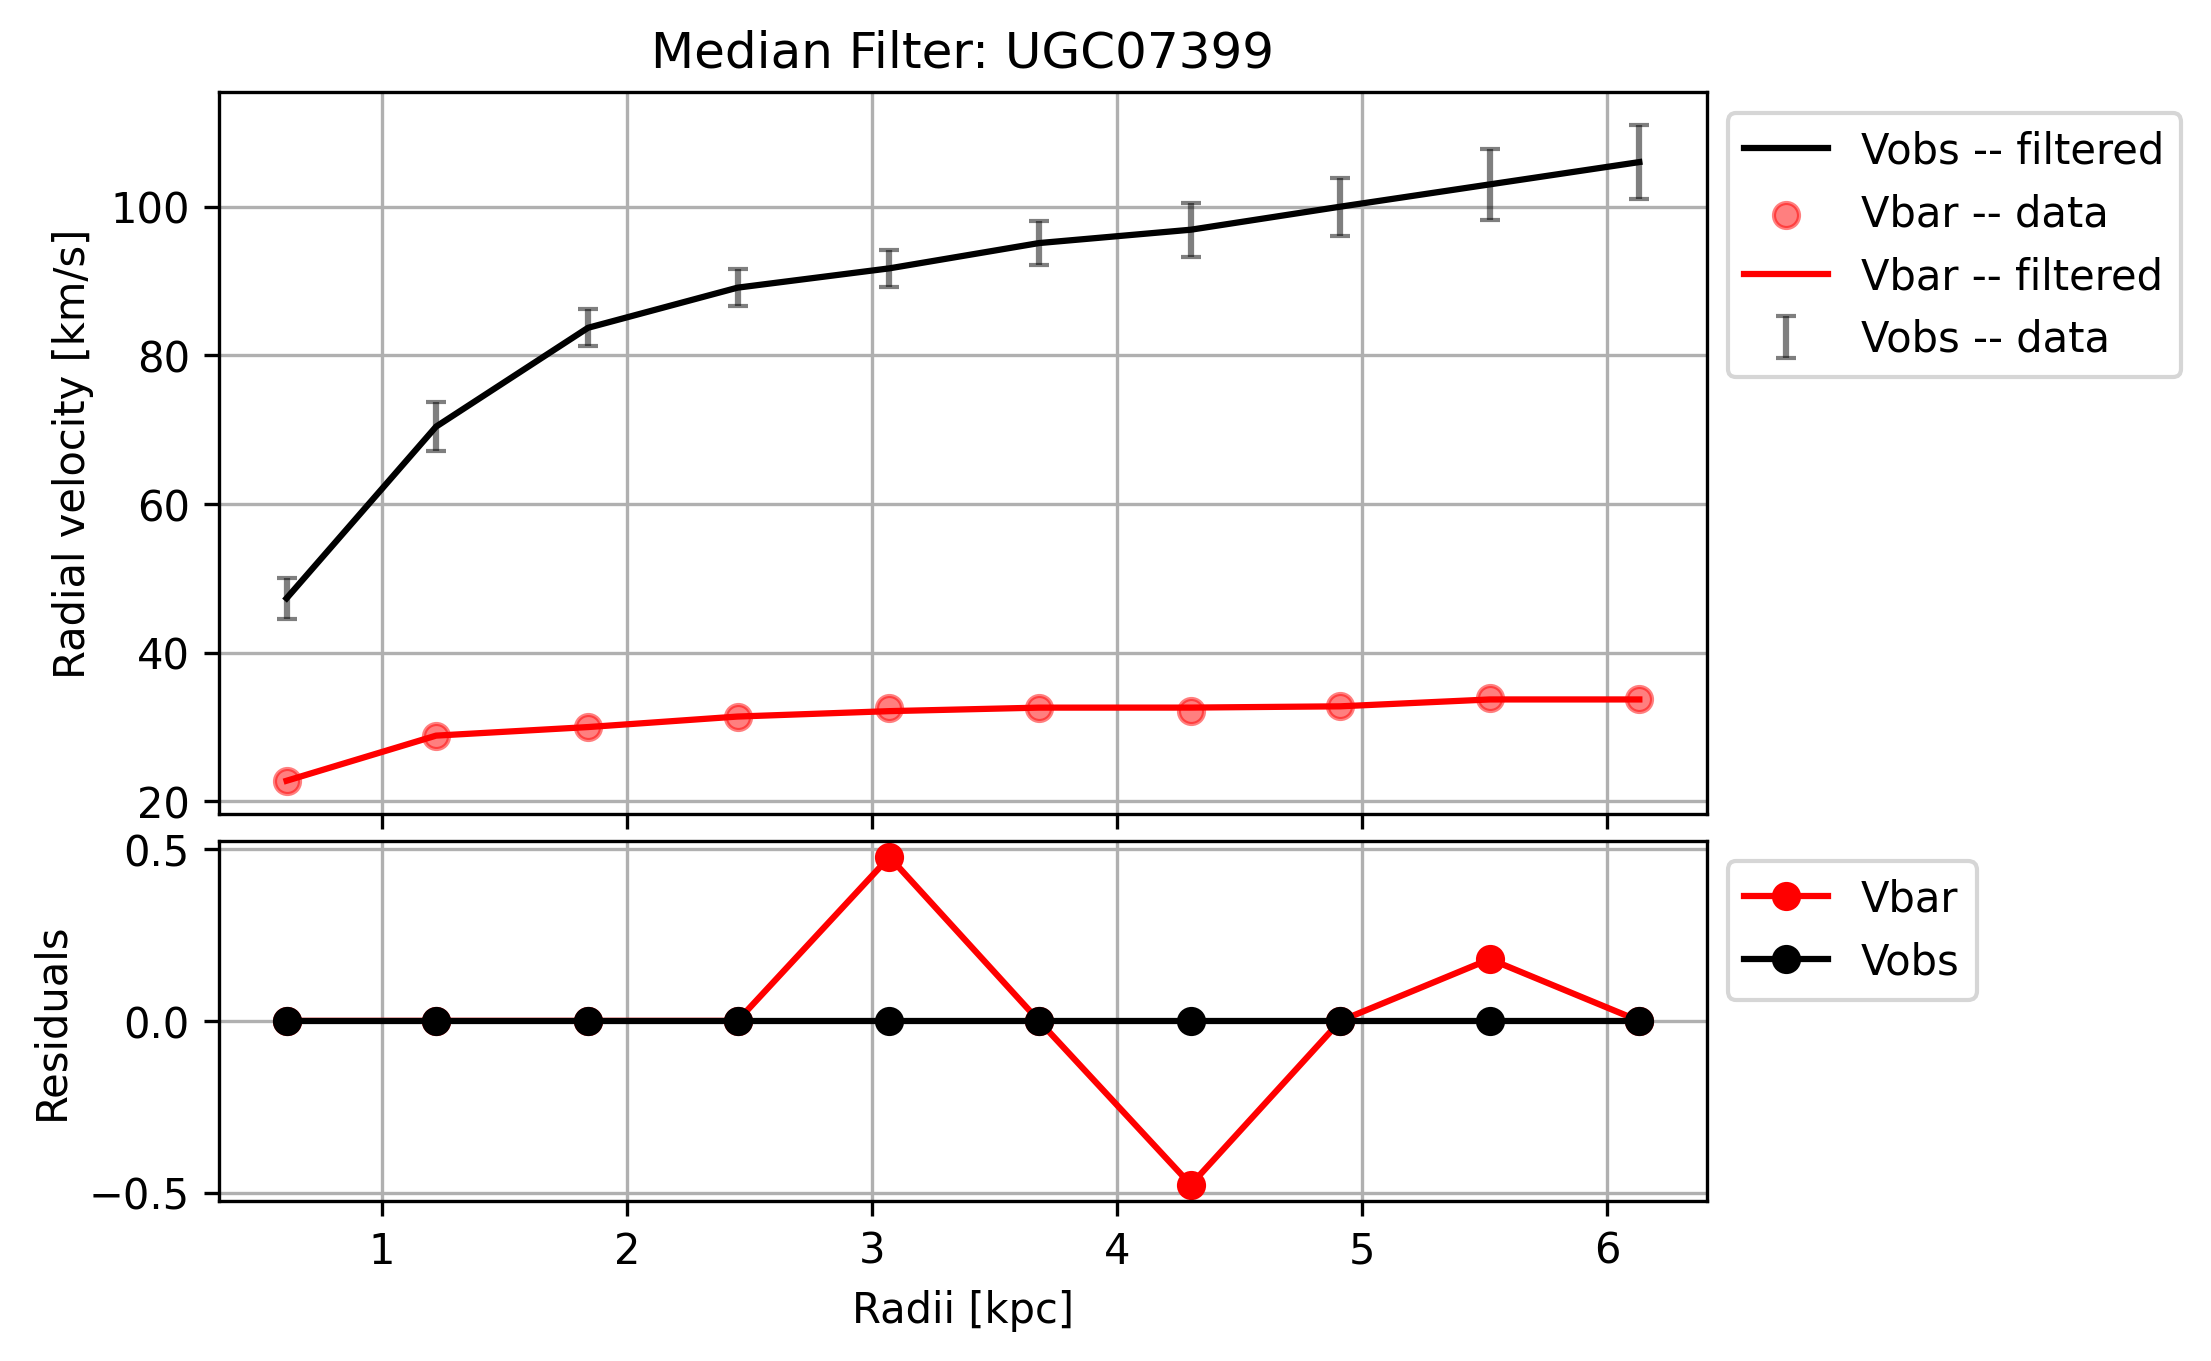 Median Filter: UGC07399
Radial velocity [km/s]
100
80
60
40
20
Vobs -- filtered
Vbar -- data
Vbar -- filtered
Vobs -- data
Residuals
0.5
0.0
−0.5
Vbar
Vobs
1 2 3 4 5 6
Radii [kpc]